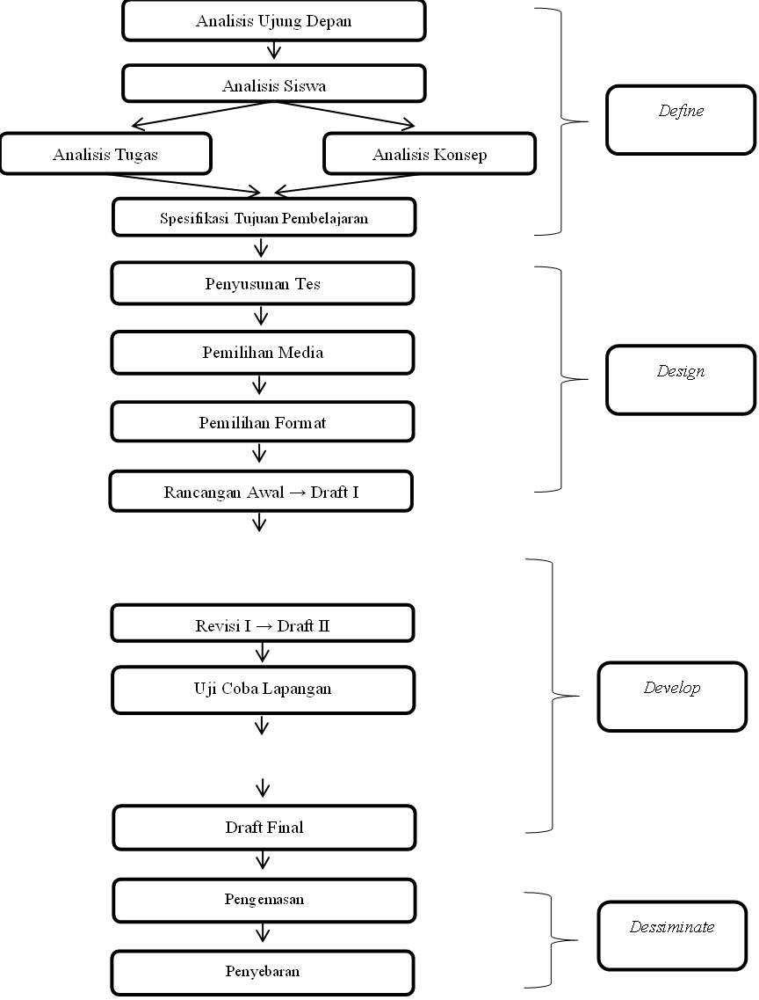 Analisis Ujung Depan
Analisis Siswa
Define
Analisis Tugas
Analisis Konsep
Spesifikasi Tujuan Pembelajaran
Penyusunan Tes
Pemilihan Media
Design
Pemilihan Format
Rancangan Awal → Draft I
Revisi I → Draft II
Uji Coba Lapangan
Develop
Draft Final
Pengemasan
Dessiminate
Penyebaran